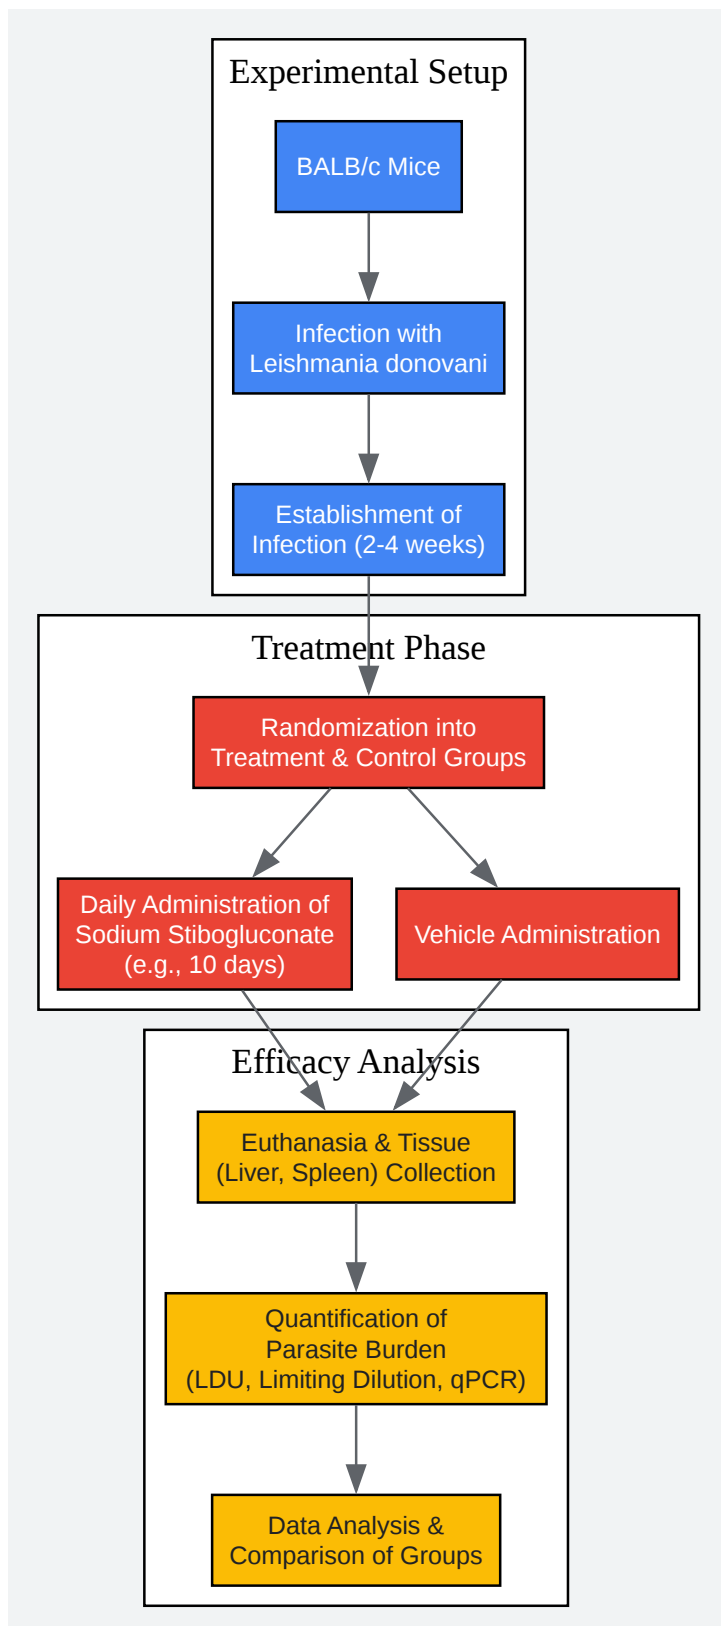 Experimental Setup
BALB/c Mice
Infection with
Leishmania donovani
Establishment of
Infection (2-4 weeks)
Treatment Phase
Randomization into
Treatment & Control Groups
Daily Administration of
Sodium Stibogluconate
(e.g., 10 days)
Vehicle Administration
Efficacy Analysis
Euthanasia & Tissue
(Liver, Spleen) Collection
Quantification of
Parasite Burden
(LDU, Limiting Dilution, qPCR)
Data Analysis &
Comparison of Groups